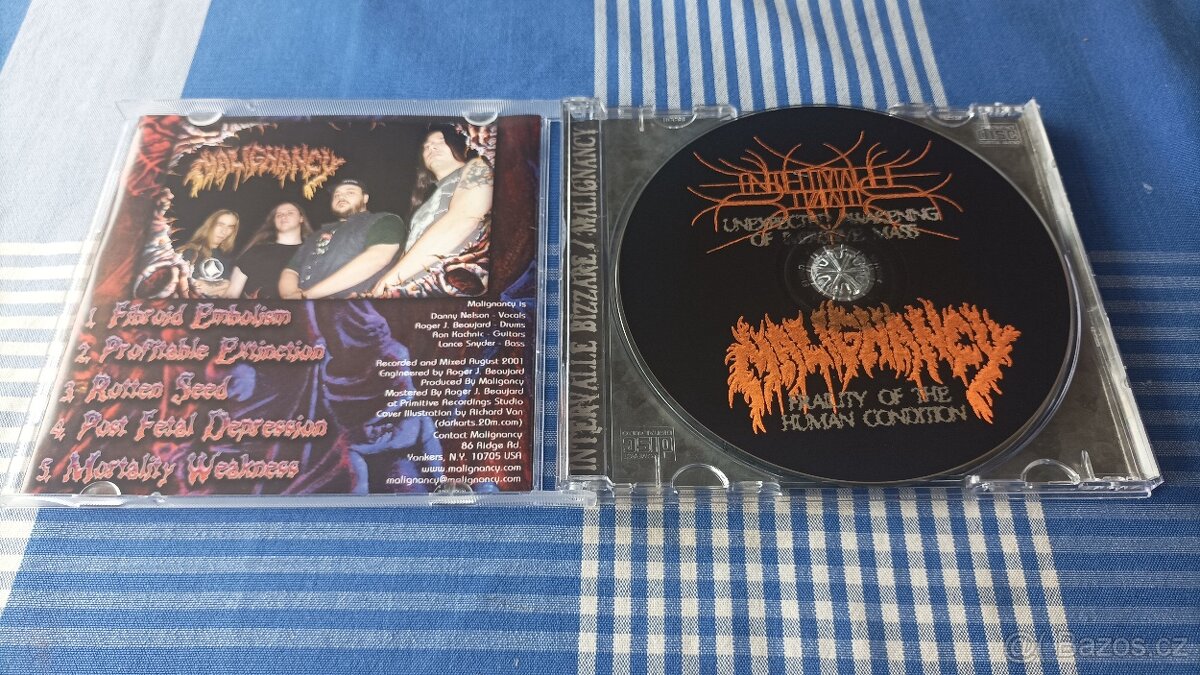 MALIGNANCY
1. Fibroid Embolism
2. Profitable Extinction
3. Rotten Seed
4. Post Fetal Depression
5. Mortality Weakness
Malignancy is
Danny Nelson - Vocals
Roger J. Beaujard - Drums
Ron Kachnic - Guitars
Lance Snyder - Bass
Recorded and Mixed August 2001
Engineered by Roger J. Beaujard
Produced By Malignancy
Mastered By Roger J. Beaujard
at Primitive Recordings Studio
Cover Illustration by Richard Van
(darkarts.20m.com)
Contact Malignancy
86 Ridge Rd.
Yonkers, N.Y. 10705 USA
www.malignancy.com
malignancy@malignancy.com
INTERVALLE BIZZARE / MALIGNANCY
UNEXPECTED AWAKENING
OF MASS
MALIGNANCY
FRAILITY OF THE
HUMAN CONDITION
Bazos.cz